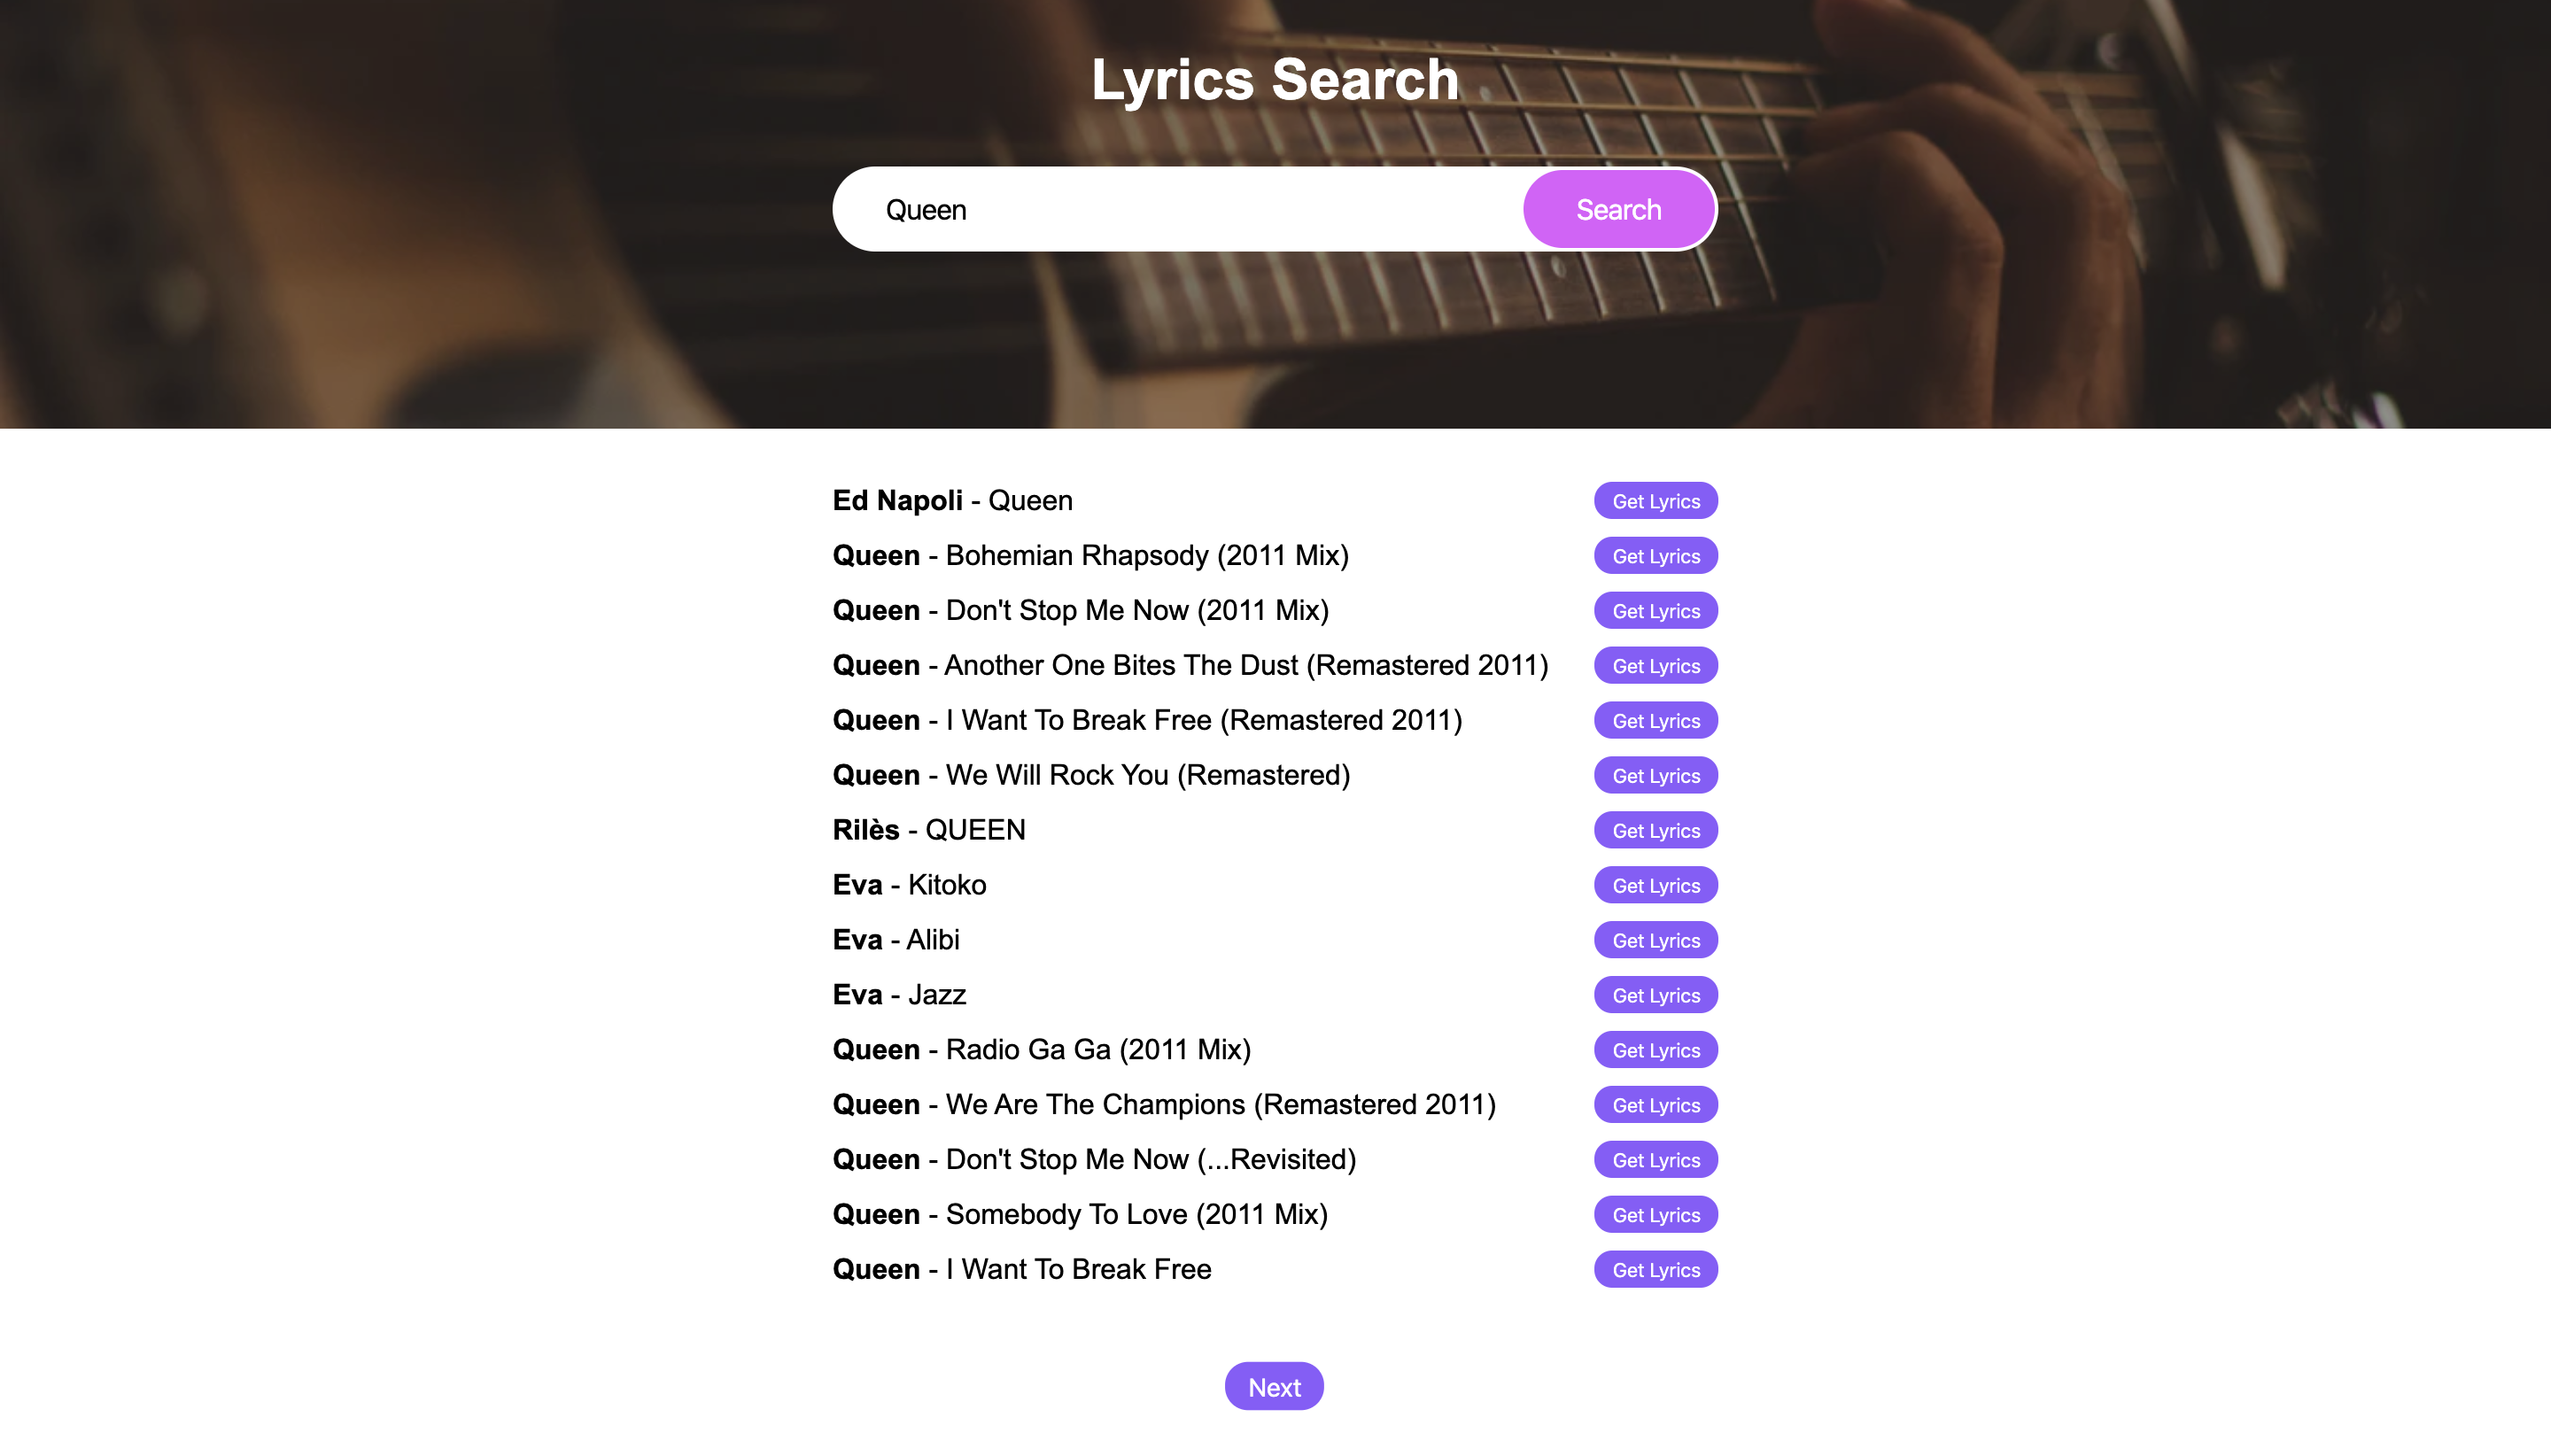 Lyrics Search
Queen Search
Ed Napoli - Queen Get Lyrics
Queen - Bohemian Rhapsody (2011 Mix) Get Lyrics
Queen - Don't Stop Me Now (2011 Mix) Get Lyrics
Queen - Another One Bites The Dust (Remastered 2011) Get Lyrics
Queen - I Want To Break Free (Remastered 2011) Get Lyrics
Queen - We Will Rock You (Remastered) Get Lyrics
Rilès - QUEEN Get Lyrics
Eva - Kitoko Get Lyrics
Eva - Alibi Get Lyrics
Eva - Jazz Get Lyrics
Queen - Radio Ga Ga (2011 Mix) Get Lyrics
Queen - We Are The Champions (Remastered 2011) Get Lyrics
Queen - Don't Stop Me Now (...Revisited) Get Lyrics
Queen - Somebody To Love (2011 Mix) Get Lyrics
Queen - I Want To Break Free Get Lyrics
Next